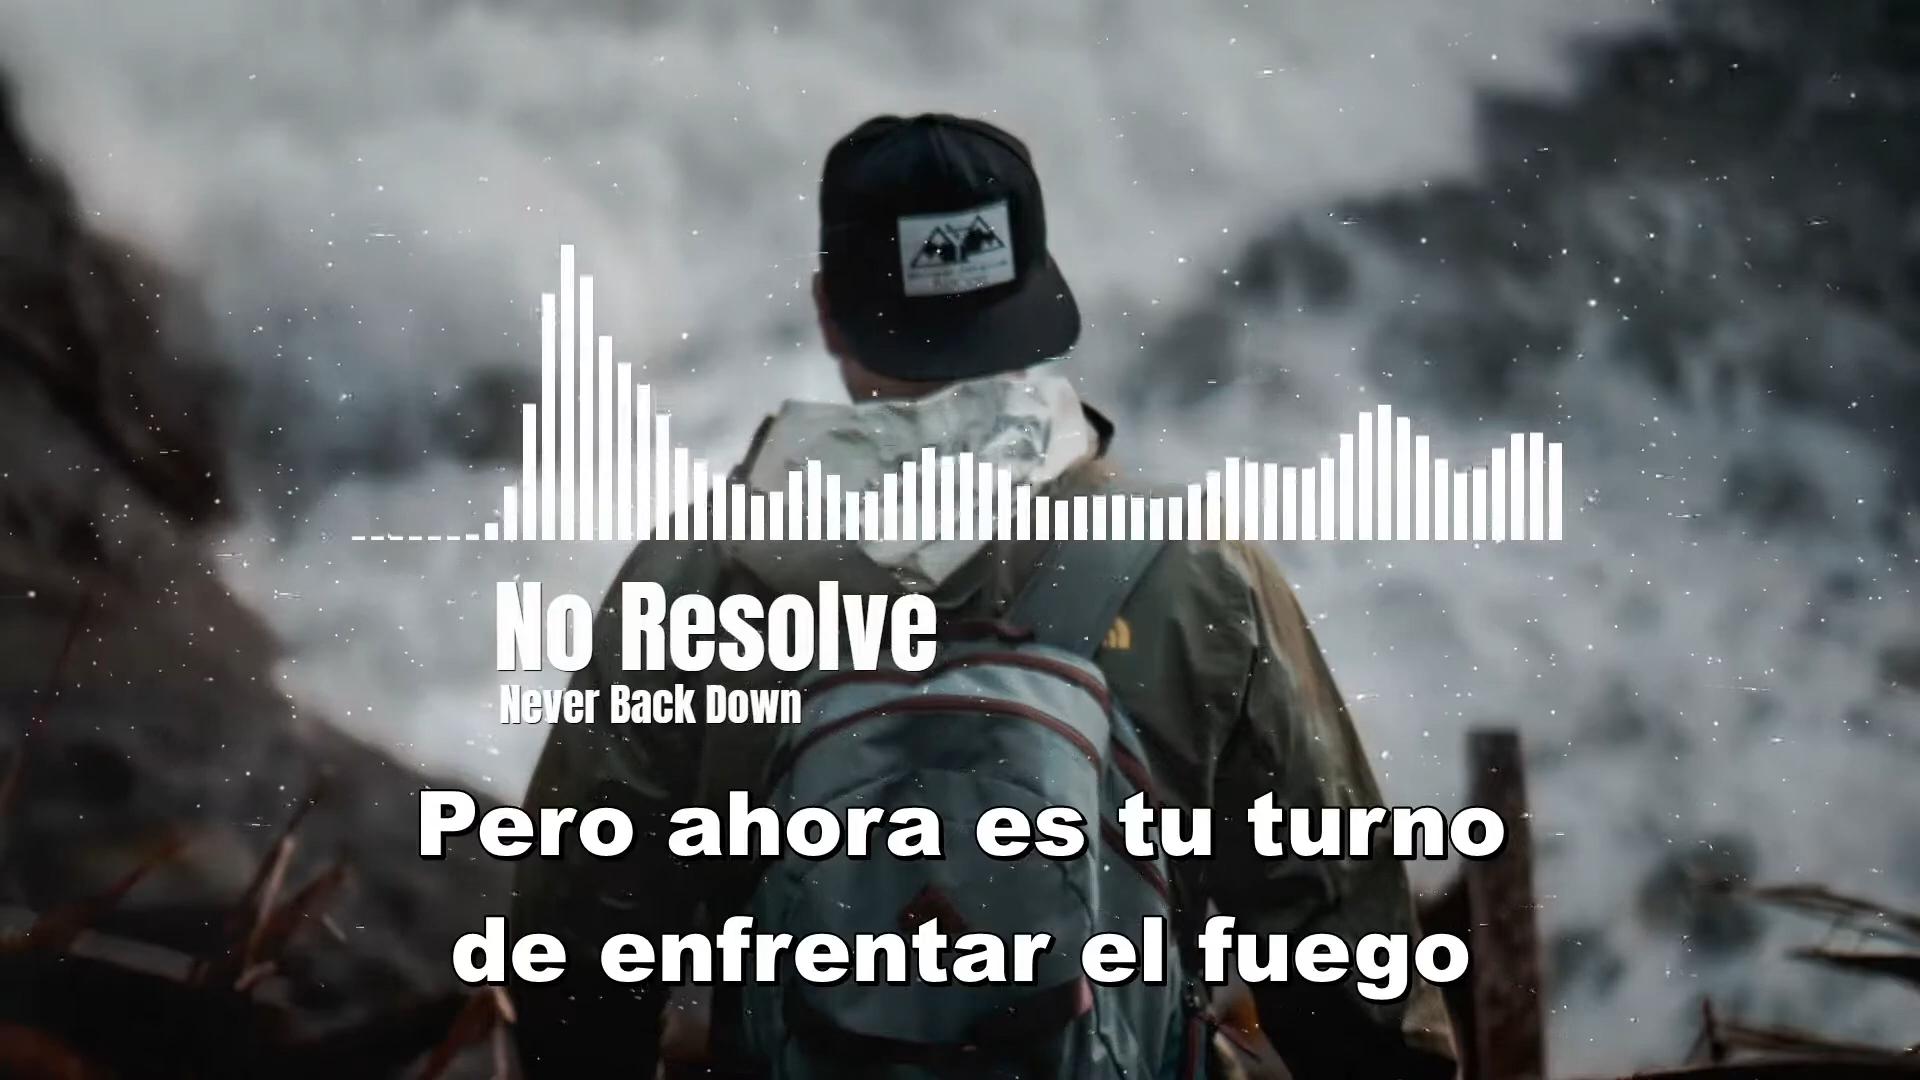 No Resolve
Never Back Down
Pero ahora es tu turno
de enfrentar el fuego